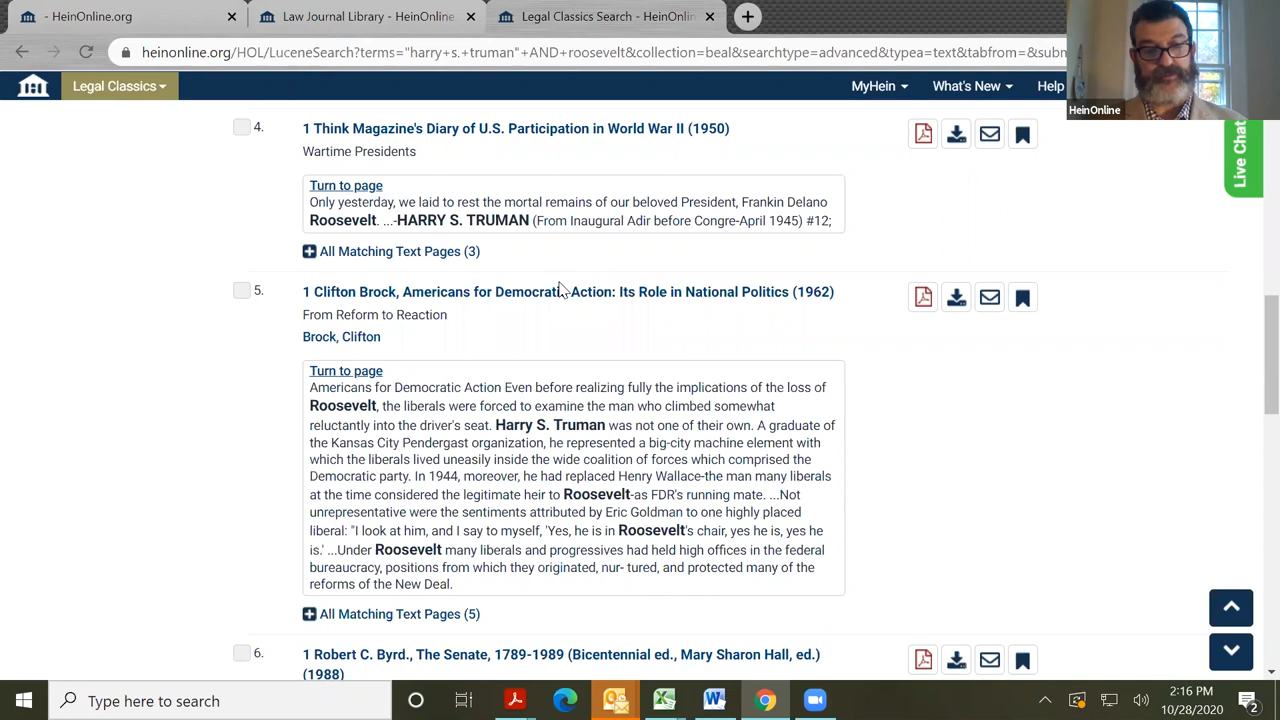 - HeinOnline.org
Law Journal Library - HeinOnline
Legal Classics Search - HeinOnlin
heinonline.org/HOL/LuceneSearch?terms="harry+s.+truman"+AND+roosevelt&collection=beal&searchtype=advanced&typea=text&tabfrom=&subm
HeinOnline
Legal Classics
MyHein
What's New
Help
Live Chat
4.
1 Think Magazine's Diary of U.S. Participation in World War II (1950)
Wartime Presidents
Turn to page
Only yesterday, we laid to rest the mortal remains of our beloved President, Frankin Delano
Roosevelt. ...-HARRY S. TRUMAN (From Inaugural Adir before Congre-April 1945) #12;
All Matching Text Pages (3)
5.
1 Clifton Brock, Americans for Democratic Action: Its Role in National Politics (1962)
From Reform to Reaction
Brock, Clifton
Turn to page
Americans for Democratic Action Even before realizing fully the implications of the loss of
Roosevelt, the liberals were forced to examine the man who climbed somewhat
reluctantly into the driver's seat. Harry S. Truman was not one of their own. A graduate of
the Kansas City Pendergast organization, he represented a big-city machine element with
which the liberals lived uneasily inside the wide coalition of forces which comprised the
Democratic party. In 1944, moreover, he had replaced Henry Wallace-the man many liberals
at the time considered the legitimate heir to Roosevelt-as FDR's running mate. ...Not
unrepresentative were the sentiments attributed by Eric Goldman to one highly placed
liberal: "I look at him, and I say to myself, 'Yes, he is in Roosevelt's chair, yes he is, yes he
is.' ...Under Roosevelt many liberals and progressives had held high offices in the federal
bureaucracy, positions from which they originated, nur- tured, and protected many of the
reforms of the New Deal.
All Matching Text Pages (5)
6.
1 Robert C. Byrd., The Senate, 1789-1989 (Bicentennial ed., Mary Sharon Hall, ed.)
(1988)
Type here to search
2:16 PM
10/28/2020
2